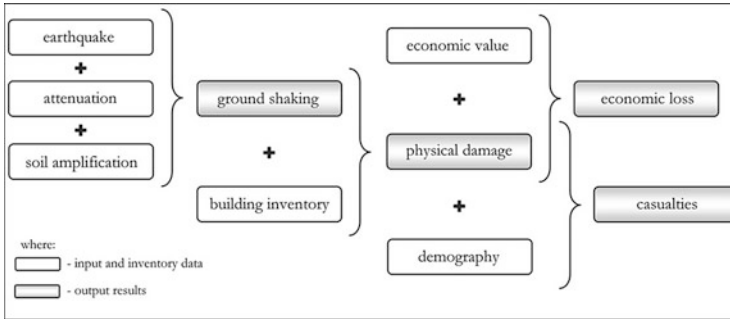 earthquake
+
attenuation
+
soil amplification
ground shaking
+
building inventory
economic value
+
physical damage
+
demography
economic loss
casualties
where:
- input and inventory data
- output results